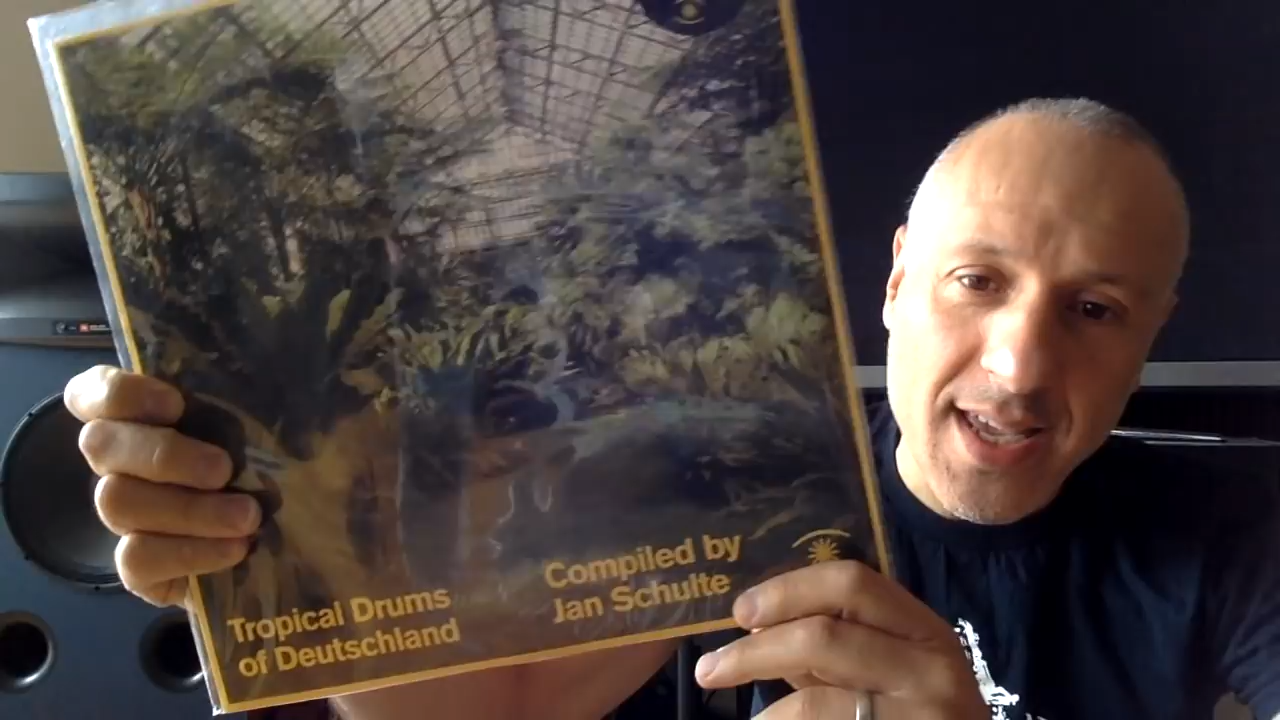 Tropical Drums
of Deutschland
Compiled by
Jan Schulte